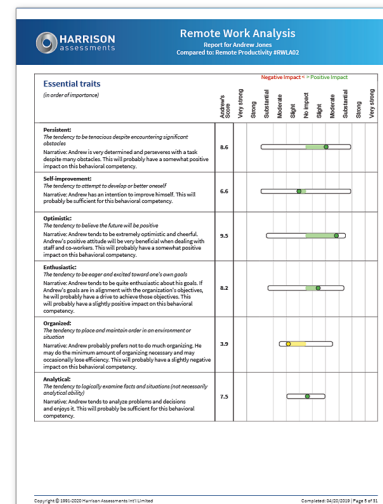 HARRISON
assessments
Remote Work Analysis
Report for Andrew Jones
Compared to: Remote Productivity #RWLA02
Essential traits
(in order of importance)
Negative Impact < > Positive Impact
Andrew's Score
Very strong
Strong
Substantial
Moderate
Slight
No Impact
Slight
Moderate
Substantial
Strong
Very strong
Persistent:
The tendency to be tenacious despite encountering significant
obstacles
Narrative: Andrew is very determined and perseveres with a task
despite many obstacles. This will probably have a somewhat positive
impact on this behavioral competency.
8.6
Self-improvement:
The tendency to attempt to develop or better oneself
Narrative: Andrew has an intention to improve himself. This will
probably be sufficient for this behavioral competency.
6.6
Optimistic:
The tendency to believe the future will be positive
Narrative: Andrew tends to be extremely optimistic and cheerful.
Andrew's positive attitude will be very beneficial when dealing with
staff and co-workers. This will probably have a somewhat positive
impact on this behavioral competency.
9.5
Enthusiastic:
The tendency to be eager and excited toward one's own goals
Narrative: Andrew tends to be quite enthusiastic about his goals. If
Andrew's goals are in alignment with the organization's objectives,
he will probably have a drive to achieve those objectives. This will
probably have a slightly positive impact on this behavioral
competency.
8.2
Organized:
The tendency to place and maintain order in an environment or
situation
Narrative: Andrew probably prefers not to do much organizing. He
may do the minimum amount of organizing necessary and may
occasionally lose efficiency. This will probably have a slightly negative
impact on this behavioral competency.
3.9
Analytical:
The tendency to logically examine facts and situations (not necessarily
analytical ability)
Narrative: Andrew tends to analyze problems and decisions
and enjoys it. This will probably be sufficient for this behavioral
competency.
7.5
Copyright © 1991-2020 Harrison Assessments Int'l Limited
Completed: 04/20/2019 | Page 5 of 51